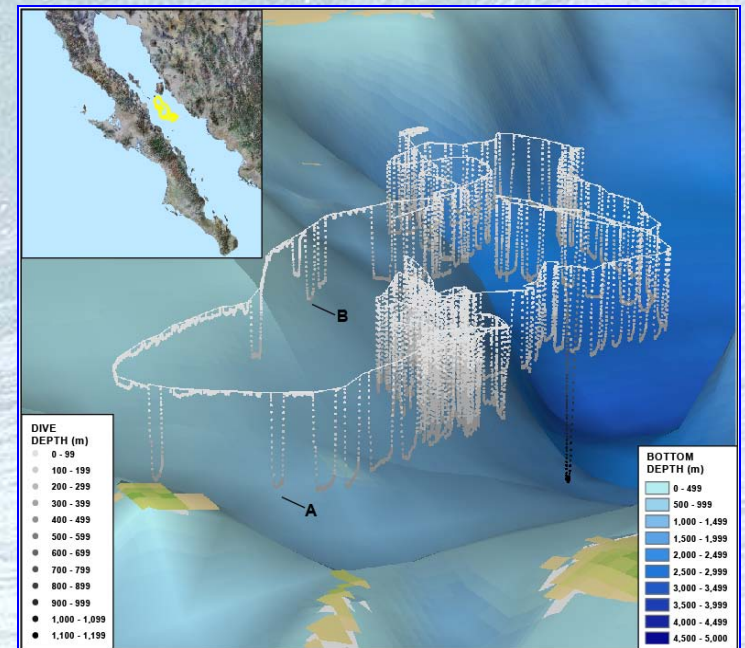 B
A
DIVE
DEPTH (m)
0 - 99
100 - 199
200 - 299
300 - 399
400 - 499
500 - 599
600 - 699
700 - 799
800 - 899
900 - 999
1,000 - 1,099
1,100 - 1,199
BOTTOM
DEPTH (m)
0 - 499
500 - 999
1,000 - 1,499
1,500 - 1,999
2,000 - 2,499
2,500 - 2,999
3,000 - 3,499
3,500 - 3,999
4,000 - 4,499
4,500 - 5,000